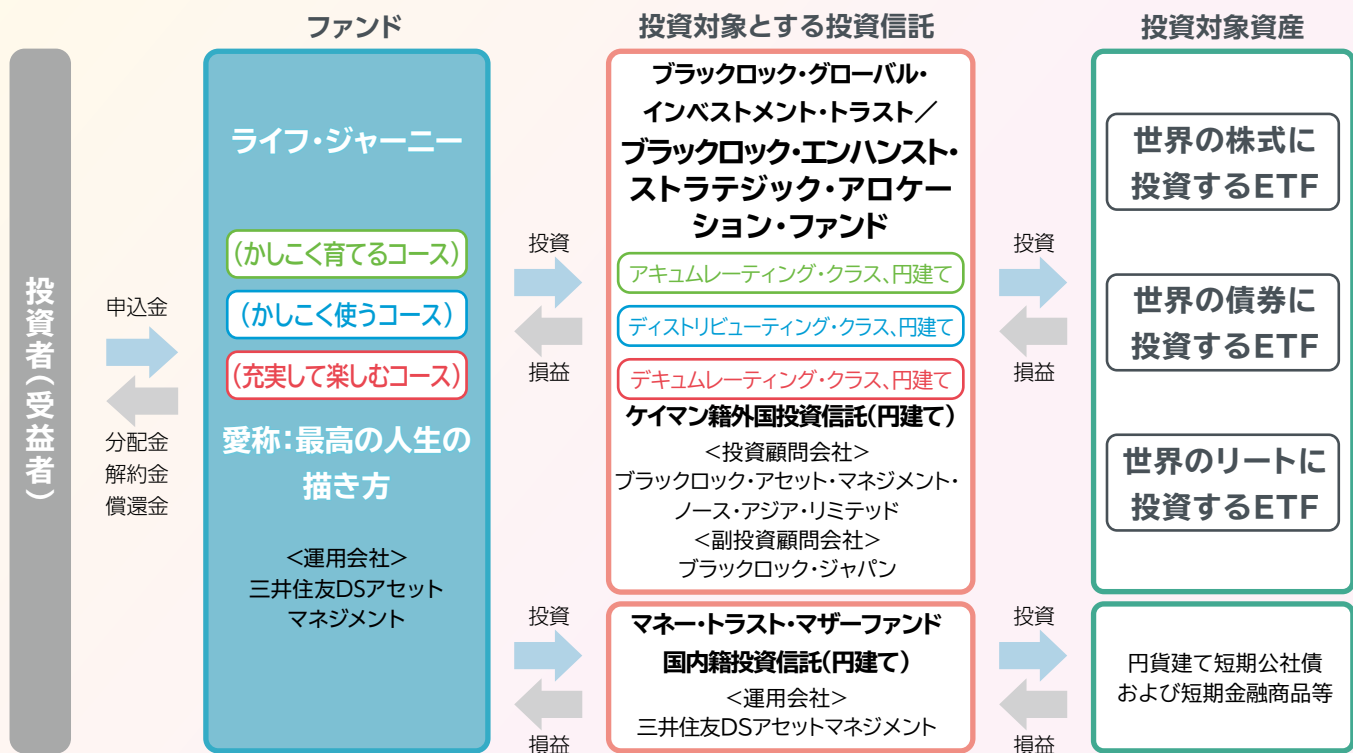 ファンド
投資対象とする投資信託
投資対象資産
投資者(受益者)
申込金
分配金
解約金
償還金
ライフ・ジャーニー
(かしこく育てるコース)
(かしこく使うコース)
(充実して楽しむコース)
愛称:最高の人生の
描き方
<運用会社>
三井住友DSアセット
マネジメント
投資
損益
ブラックロック・グローバル・
インベストメント・トラスト/
ブラックロック・エンハンスト・
ストラテジック・アロケー
ション・ファンド
アキュムレーティング・クラス、円建て
ディストリビューティング・クラス、円建て
デキュムレーティング・クラス、円建て
ケイマン籍外国投資信託(円建て)
<投資顧問会社>
ブラックロック・アセット・マネジメント・
ノース・アジア・リミテッド
<副投資顧問会社>
ブラックロック・ジャパン
投資
損益
世界の株式に
投資するETF
世界の債券に
投資するETF
世界のリートに
投資するETF
投資
損益
マネー・トラスト・マザーファンド
国内籍投資信託(円建て)
<運用会社>
三井住友DSアセットマネジメント
投資
損益
円貨建て短期公社債
および短期金融商品等